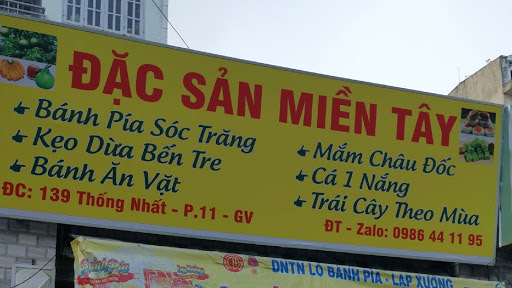 ĐẶC SẢN MIỀN TÂY
Bánh Pía Sóc Trăng
Kẹo Dừa Bến Tre
Bánh Ăn Vặt
Mắm Châu Đốc
Cá 1 Nắng
Trái Cây Theo Mùa
ĐC: 139 Thống Nhất - P.11 - GV
ĐT - Zalo: 0986 44 11 95
DNTN LÒ BÁNH PÍA - LẠP XƯỞNG